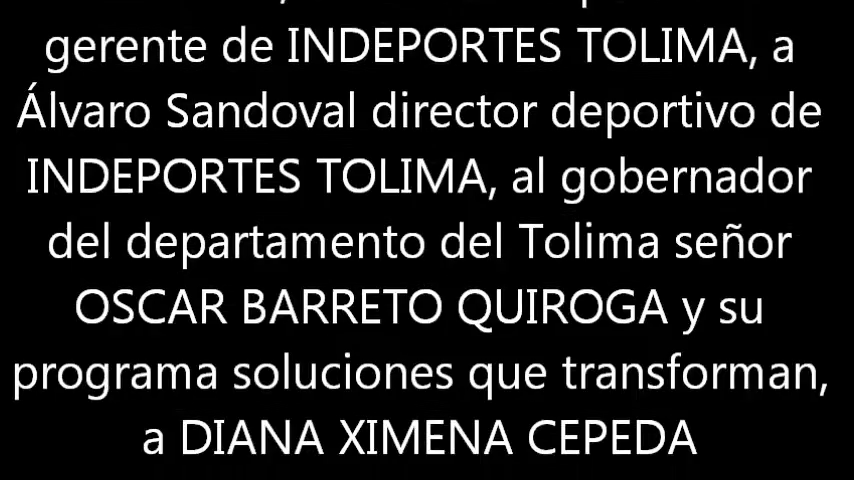 gerente de INDEPORTES TOLIMA, a
Álvaro Sandoval director deportivo de
INDEPORTES TOLIMA, al gobernador
del departamento del Tolima señor
OSCAR BARRETO QUIROGA y su
programa soluciones que transforman,
a DIANA XIMENA CEPEDA